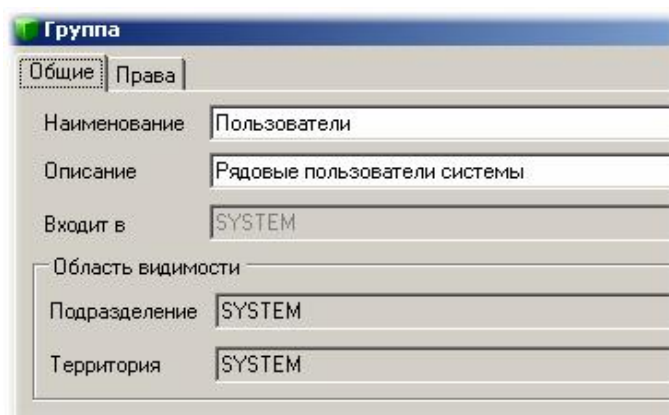 Группа
Общие Права
Наименование Пользователи
Описание Рядовые пользователи системы
Входит в SYSTEM
Область видимости
Подразделение SYSTEM
Территория SYSTEM